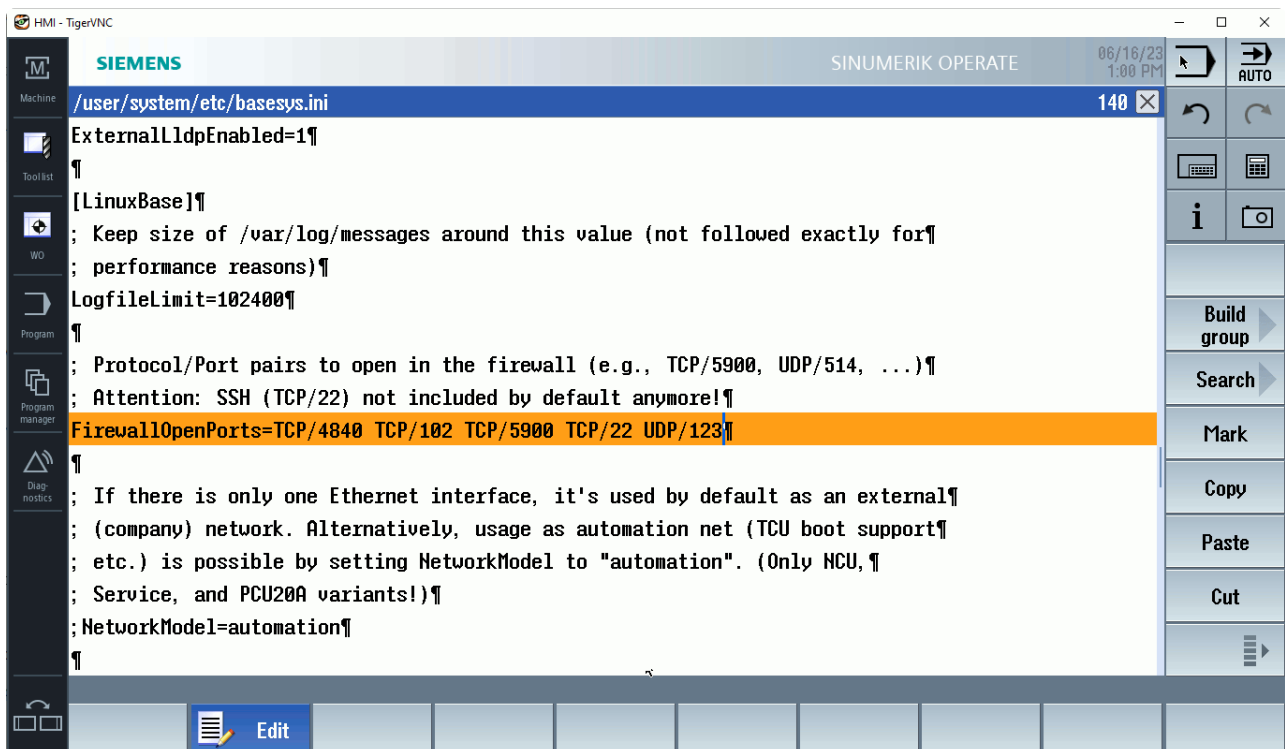 HMI - TigerVNC
SIEMENS
SINUMERIK OPERATE
06/16/23
1:00 PM
M
AUTO
Machine
/user/system/etc/basesys.ini
140
ExternalLldpEnabled=1¶
¶
Tool list
[LinuxBase]¶
; Keep size of /var/log/messages around this value (not followed exactly for¶
WO
; performance reasons)¶
LogfileLimit=102400¶
¶
Program
; Protocol/Port pairs to open in the firewall (e.g., TCP/5900, UDP/514, ...)¶
; Attention: SSH (TCP/22) not included by default anymore!¶
Program
manager
FirewallOpenPorts=TCP/4840 TCP/102 TCP/5900 TCP/22 UDP/123¶
¶
Diag-
nostics
; If there is only one Ethernet interface, it's used by default as an external¶
; (company) network. Alternatively, usage as automation net (TCU boot support¶
; etc.) is possible by setting NetworkModel to "automation". (Only NCU,¶
; Service, and PCU20A variants!)¶
;NetworkModel=automation¶
¶
i
Build
group
Search
Mark
Copy
Paste
Cut
Edit